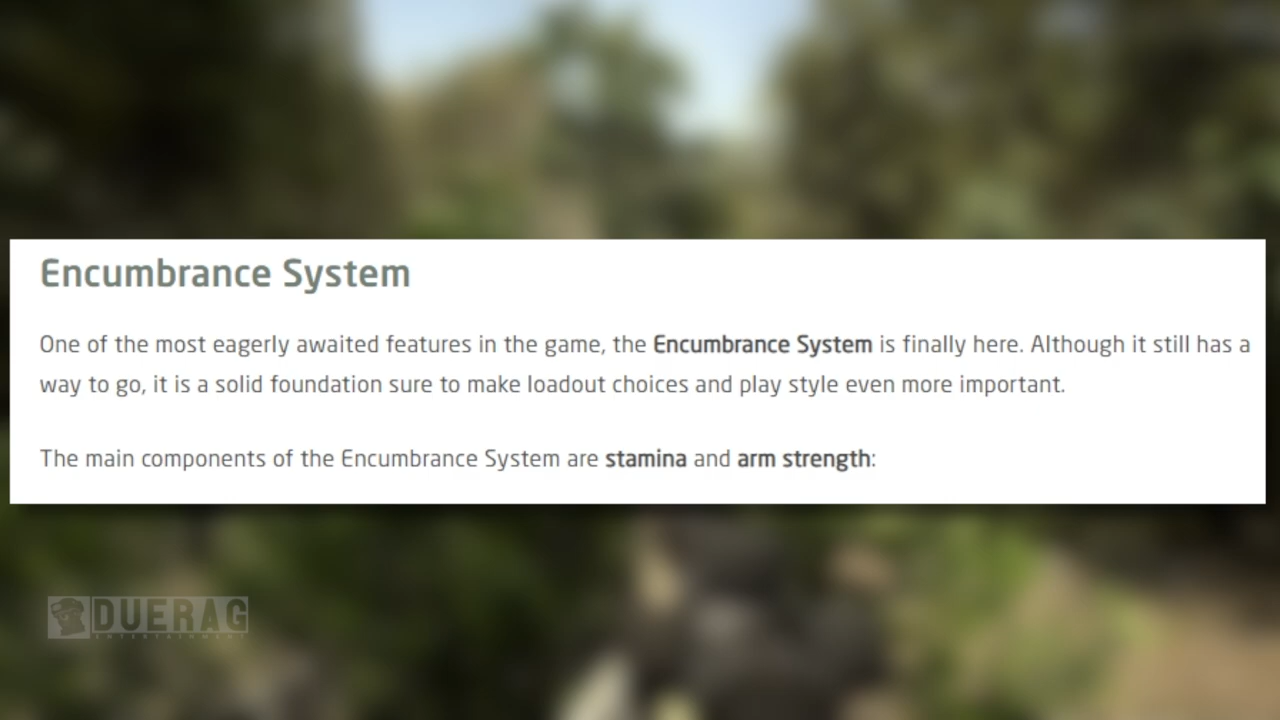 Encumbrance System
One of the most eagerly awaited features in the game, the Encumbrance System is finally here. Although it still has a
way to go, it is a solid foundation sure to make loadout choices and play style even more important.
The main components of the Encumbrance System are stamina and arm strength:
DUERAG
ENTERTAINMENT